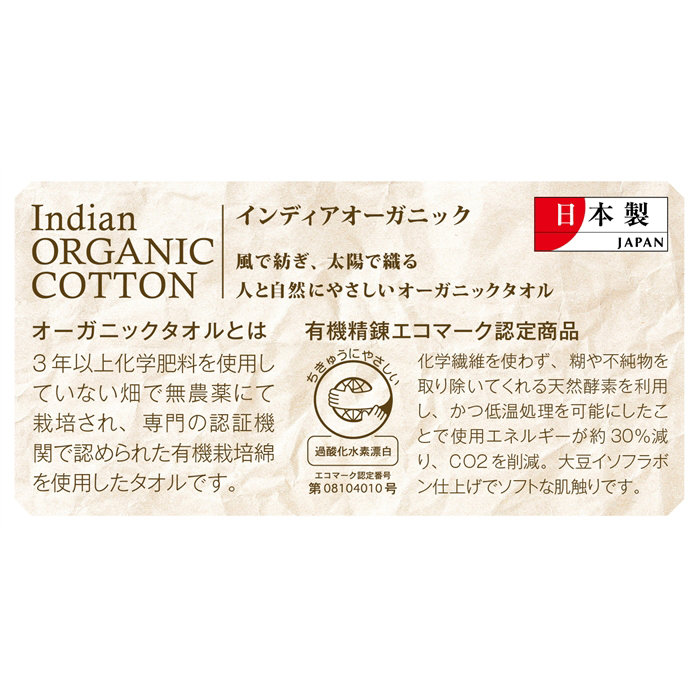 Indian
ORGANIC
COTTON
インディアオーガニック
風で紡ぎ、太陽で織る
人と自然にやさしいオーガニックタオル
日本製
JAPAN
オーガニックタオルとは
3年以上化学肥料を使用し
ていない畑で無農薬にて
栽培され、専門の認証機
関で認められた有機栽培綿
を使用したタオルです。
有機精錬エコマーク認定商品
ちきゅうにやさしい
過酸化水素漂白
エコマーク認定番号
第08104010号
化学繊維を使わず、糊や不純物を
取り除いてくれる天然酵素を利用
し、かつ低温処理を可能にしたこ
とで使用エネルギーが約30%減
り、CO2を削減。大豆イソフラボ
ン仕上げでソフトな肌触りです。